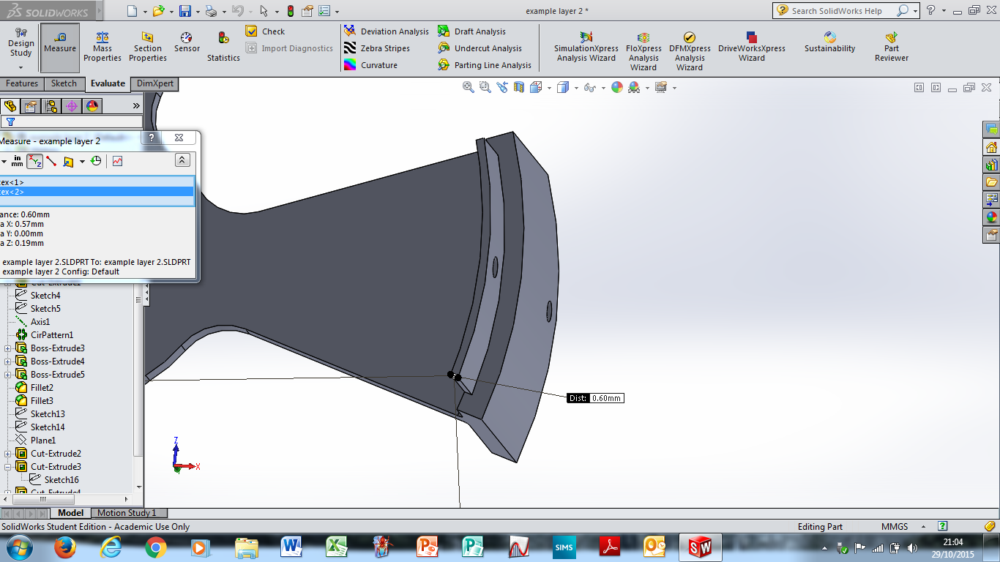 SOLIDWORKS
example layer 2 *
Search SolidWorks Help
Design Study
Measure
Mass Properties
Section Properties
Sensor
Statistics
Check
Import Diagnostics
Deviation Analysis
Zebra Stripes
Curvature
Draft Analysis
Undercut Analysis
Parting Line Analysis
SimulationXpress Analysis Wizard
FloXpress Analysis Wizard
DFMXpress Analysis Wizard
DriveWorksXpress Wizard
Sustainability
Part Reviewer
Features Sketch Evaluate DimXpert
Measure - example layer 2
in mm
XYZ
ex<1>
ex<2>
ance: 0.60mm
a X: 0.57mm
a Y: 0.00mm
a Z: 0.19mm
example layer 2.SLDPRT To: example layer 2.SLDPRT
example layer 2 Config: Default
Cut-Extrude1
Sketch4
Sketch5
Axis1
CirPattern1
Boss-Extrude3
Boss-Extrude4
Boss-Extrude5
Fillet2
Fillet3
Sketch13
Sketch14
Plane1
Cut-Extrude2
Cut-Extrude3
Sketch16
Cut-Extrude4
Dist: 0.60mm
Z
X
Y
Model Motion Study 1
SolidWorks Student Edition - Academic Use Only
Editing Part
MMGS
SIMS
SW
21:04
29/10/2015